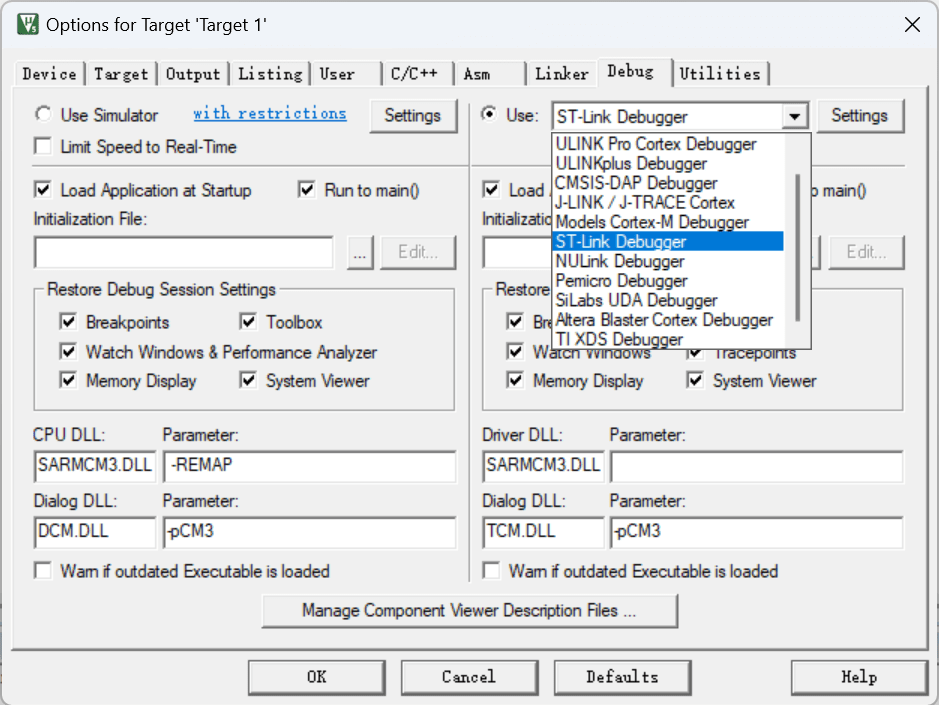 Options for Target 'Target 1'
Device Target Output Listing User C/C++ Asm Linker Debug Utilities
Use Simulator with restrictions Settings
Limit Speed to Real-Time
Load Application at Startup Run to main()
Initialization File:
... Edit...
Restore Debug Session Settings
Breakpoints Toolbox
Watch Windows & Performance Analyzer
Memory Display System Viewer
CPU DLL: Parameter:
SARMCM3.DLL -REMAP
Dialog DLL: Parameter:
DCM.DLL -pCM3
Warn if outdated Executable is loaded
Use: ST-Link Debugger Settings
ULINK Pro Cortex Debugger
ULINKplus Debugger
CMSIS-DAP Debugger
J-LINK / J-TRACE Cortex
Models Cortex-M Debugger
ST-Link Debugger
NULink Debugger
Pemicro Debugger
SiLabs UDA Debugger
Altera Blaster Cortex Debugger
TI XDS Debugger
Load
main()
Edit...
Restore
Watch Windows Tracepoints
Memory Display System Viewer
Driver DLL: Parameter:
SARMCM3.DLL
Dialog DLL: Parameter:
TCM.DLL -pCM3
Warn if outdated Executable is loaded
Manage Component Viewer Description Files ...
OK Cancel Defaults Help